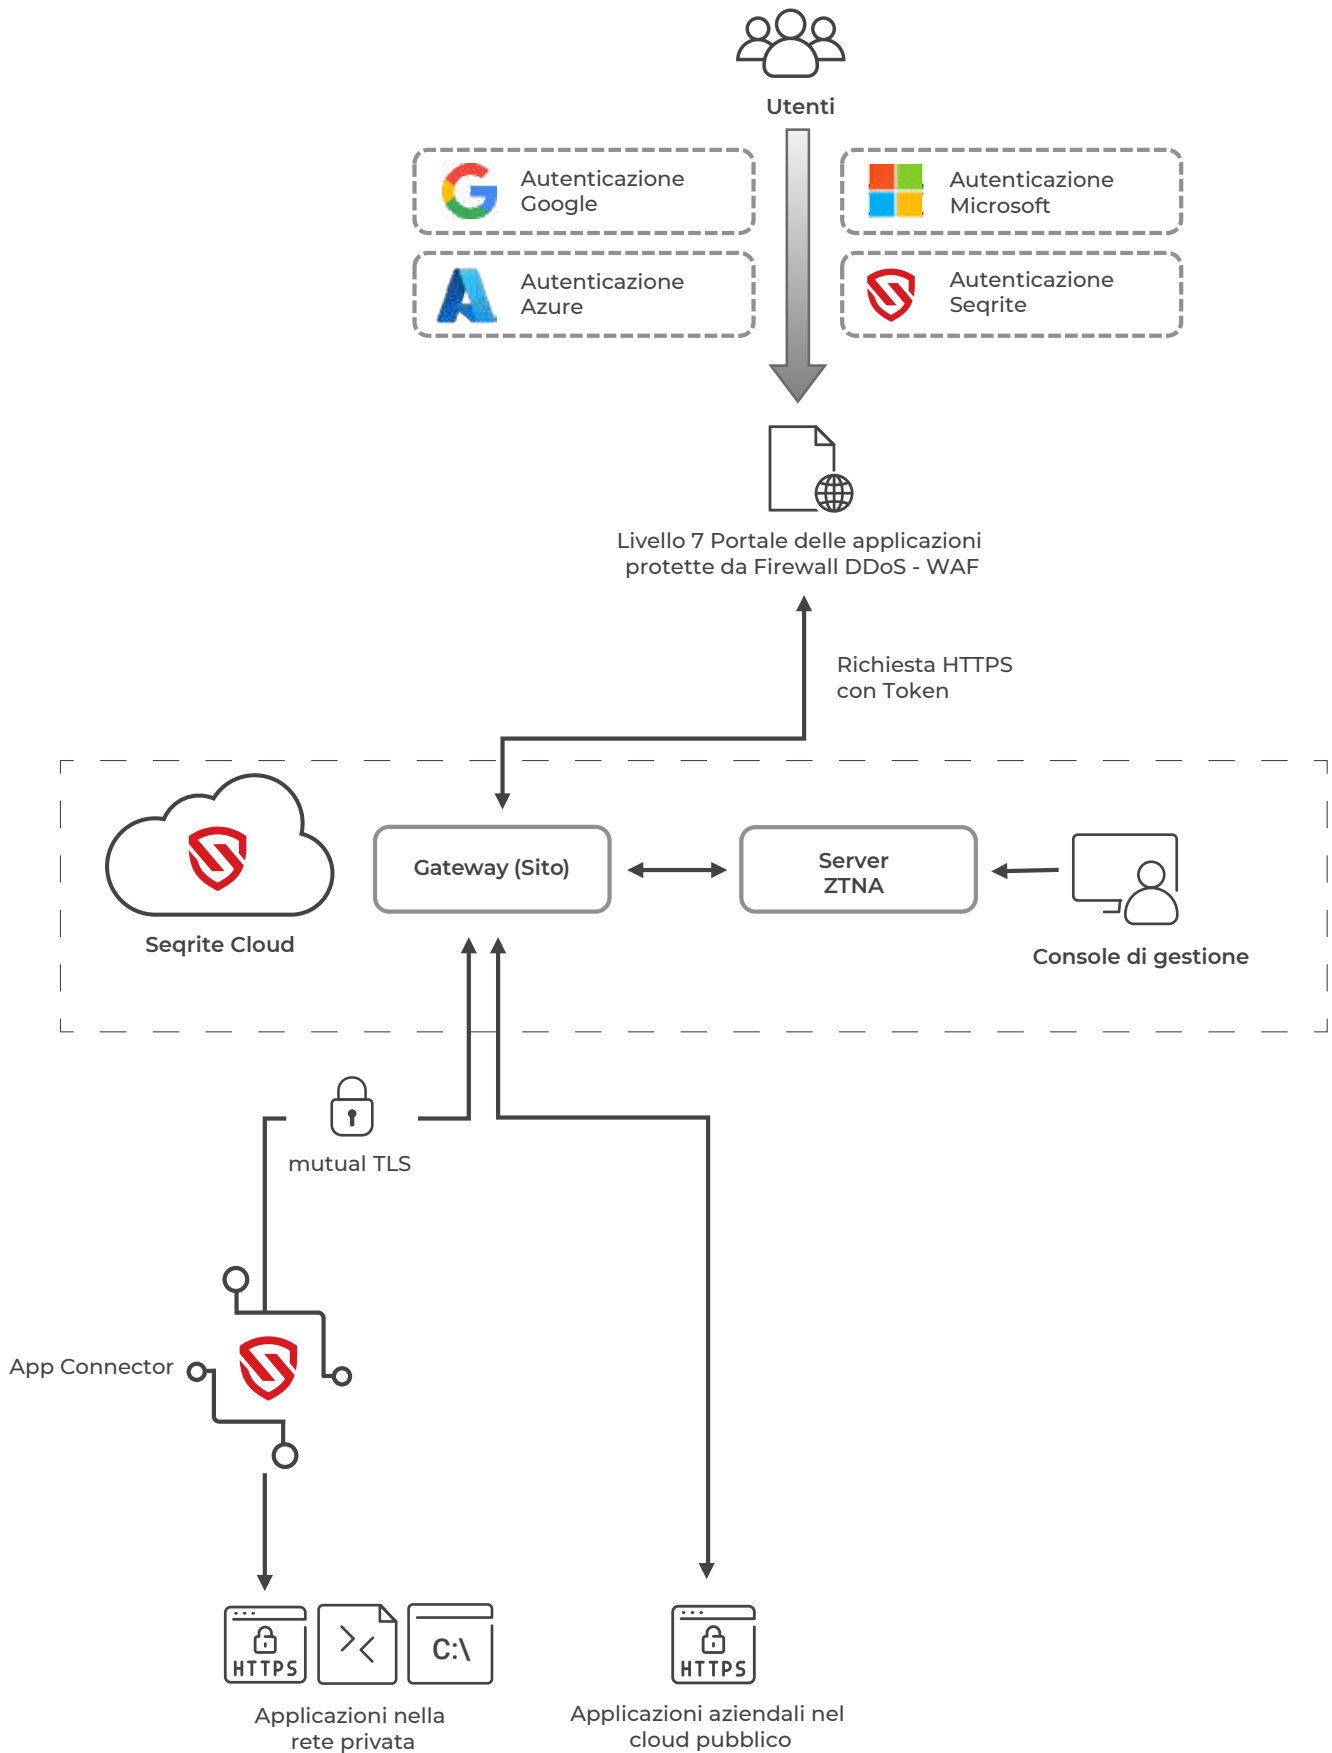 Utenti
Autenticazione
Google
Autenticazione
Microsoft
Autenticazione
Azure
Autenticazione
Seqrite
Livello 7 Portale delle applicazioni
protette da Firewall DDoS - WAF
Richiesta HTTPS
con Token
Gateway (Sito)
Server
ZTNA
Seqrite Cloud
Console di gestione
mutual TLS
App Connector
HTTPS
C:\
HTTPS
Applicazioni nella
rete privata
Applicazioni aziendali nel
cloud pubblico